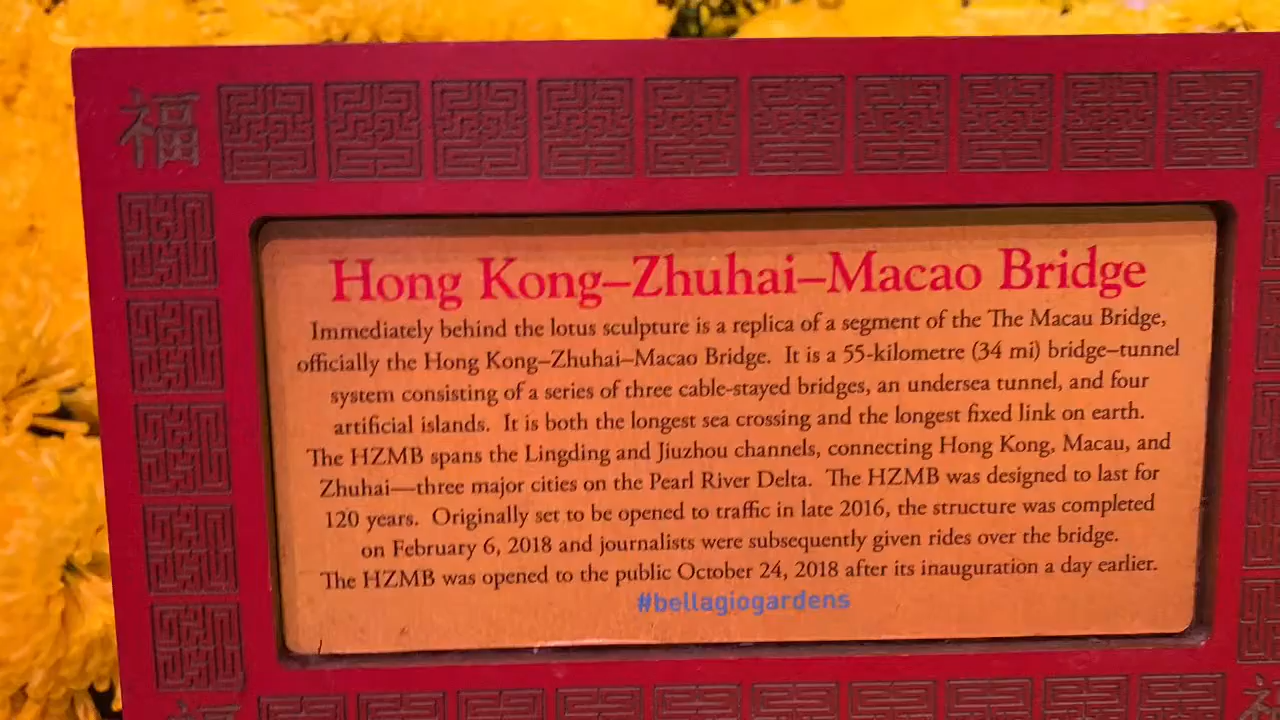 福
Hong Kong–Zhuhai–Macao Bridge
Immediately behind the lotus sculpture is a replica of a segment of the The Macau Bridge,
officially the Hong Kong–Zhuhai–Macao Bridge. It is a 55-kilometre (34 mi) bridge–tunnel
system consisting of a series of three cable-stayed bridges, an undersea tunnel, and four
artificial islands. It is both the longest sea crossing and the longest fixed link on earth.
The HZMB spans the Lingding and Jiuzhou channels, connecting Hong Kong, Macau, and
Zhuhai—three major cities on the Pearl River Delta. The HZMB was designed to last for
120 years. Originally set to be opened to traffic in late 2016, the structure was completed
on February 6, 2018 and journalists were subsequently given rides over the bridge.
The HZMB was opened to the public October 24, 2018 after its inauguration a day earlier.
#bellagiogardens